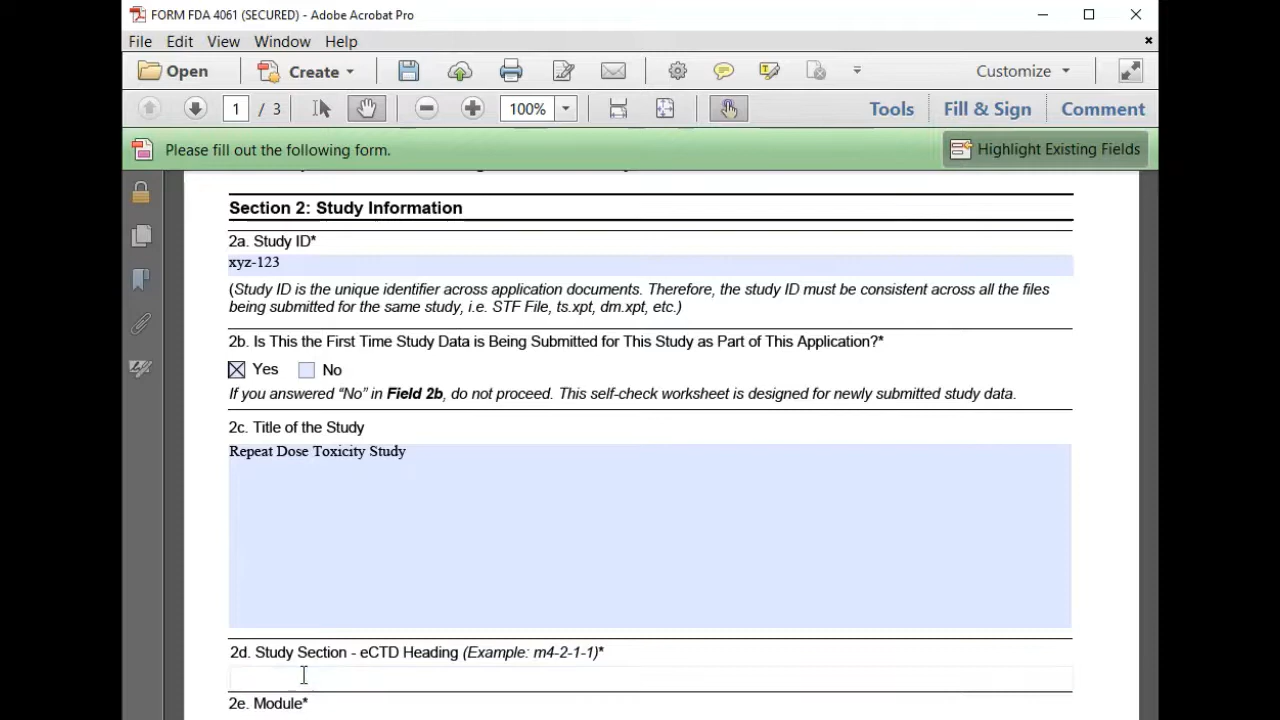 FORM FDA 4061 (SECURED) - Adobe Acrobat Pro
File Edit View Window Help
Open Create Customize
1 / 3 100% Tools Fill & Sign Comment
Please fill out the following form. Highlight Existing Fields
Section 2: Study Information
2a. Study ID*
xyz-123
(Study ID is the unique identifier across application documents. Therefore, the study ID must be consistent across all the files
being submitted for the same study, i.e. STF File, ts.xpt, dm.xpt, etc.)
2b. Is This the First Time Study Data is Being Submitted for This Study as Part of This Application?*
Yes No
If you answered “No” in Field 2b, do not proceed. This self-check worksheet is designed for newly submitted study data.
2c. Title of the Study
Repeat Dose Toxicity Study
2d. Study Section - eCTD Heading (Example: m4-2-1-1)*
2e. Module*